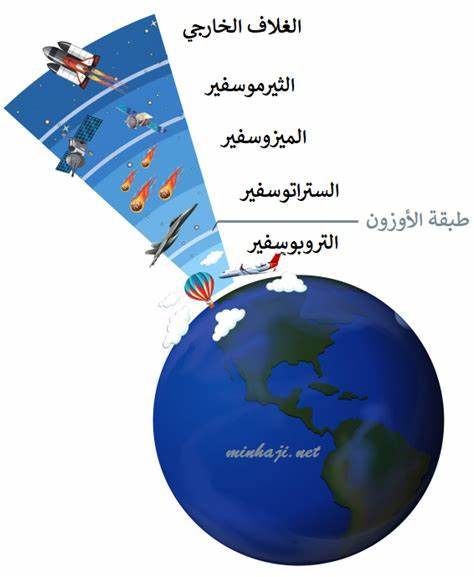 الغلاف الخارجي
الثيرموسفير
الميزوسفير
الستراتوسفير
طبقة الأوزون
التروبوسفير
minhaji.net